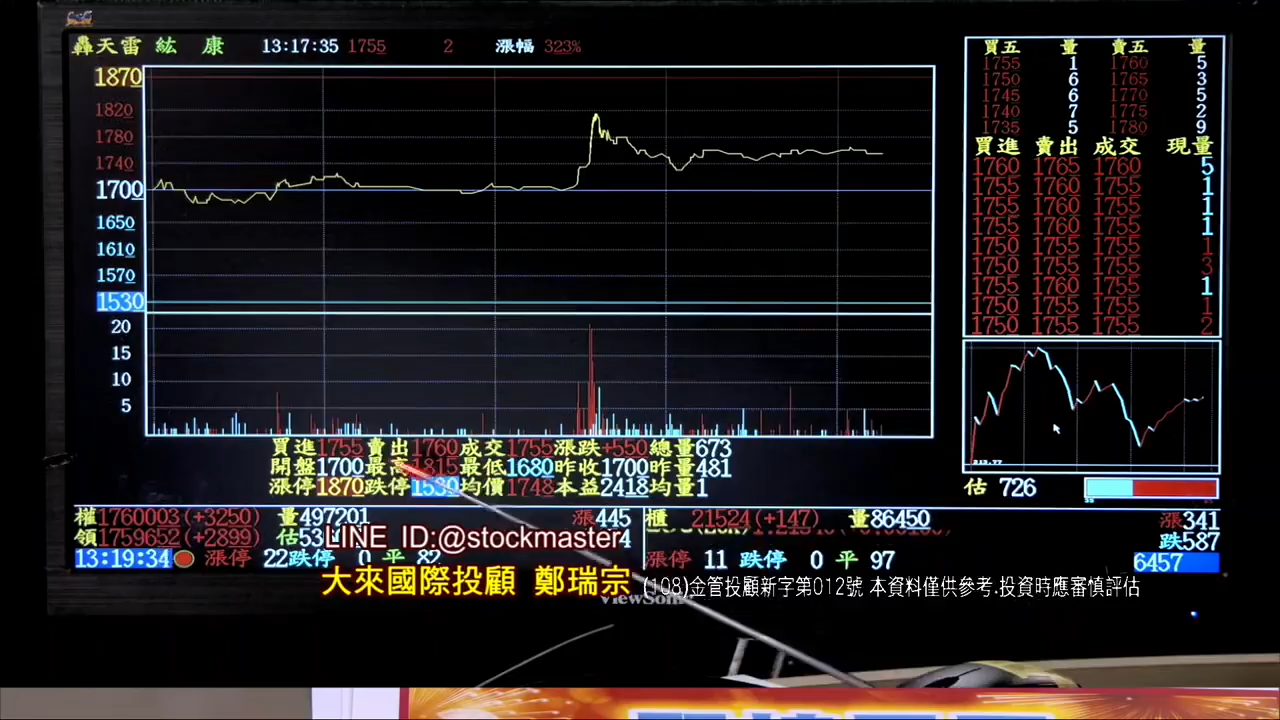 轟天雷 紘 康 13:17:35 1755 2 漲幅 323%
1870
1820
1780
1740
1700
1650
1610
1570
1530
20
15
10
5
買五 量 賣五 量
1755 1 1760 5
1750 6 1765 3
1745 6 1770 5
1740 7 1775 2
1735 5 1780 9
買進 賣出 成交 現量
1760 1765 1760 5
1755 1760 1755 1
1755 1760 1755 1
1755 1760 1755 1
1750 1755 1755 1
1750 1755 1755 3
1755 1760 1755 1
1750 1755 1755 1
1750 1755 1755 2
估 726
買進1755賣出1760成交1755漲跌+550總量673
開盤1700最高1815最低1680昨收1700昨量481
漲停1870跌停1530均價1748本益2418均量1
權1760003(+3250) 量497201 漲445
領1759652(+2899) 估53 4
13:19:34 漲停 22跌停 0 平 82
櫃 21524(+147) 量86450 漲341
跌587
漲停 11 跌停 0 平 97 6457
LINE ID:@stockmaster
大來國際投顧 鄭瑞宗 (108)金管投顧新字第012號 本資料僅供參考.投資時應審慎評估
ViewSonic